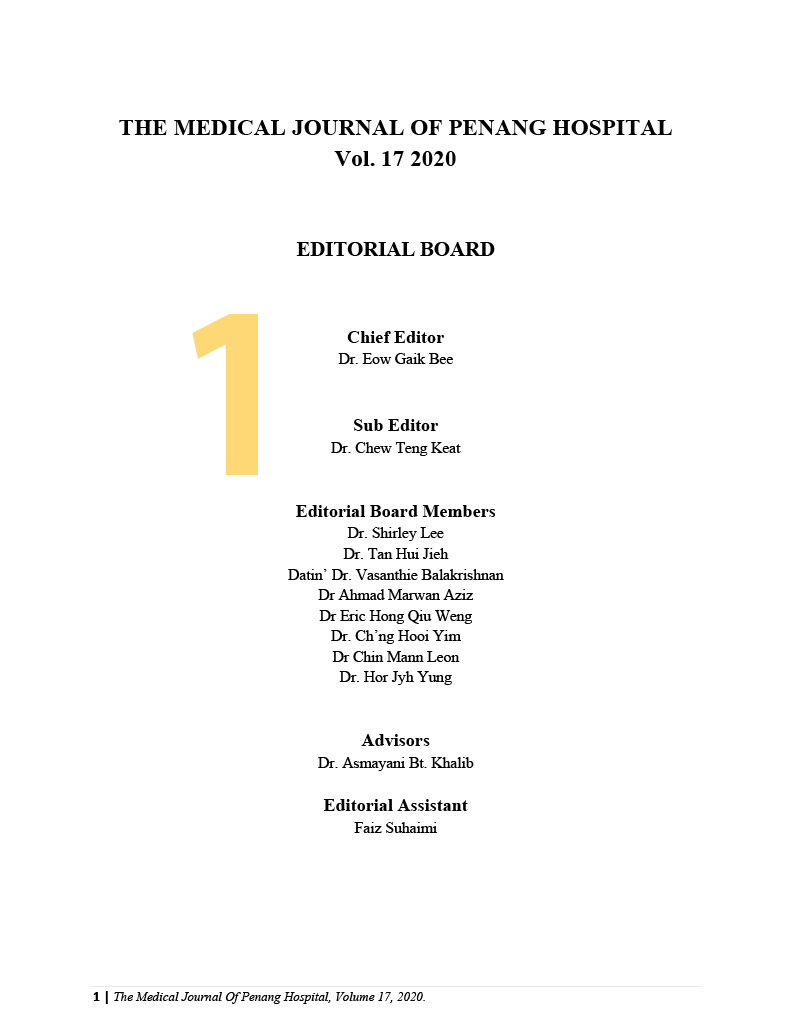 THE MEDICAL JOURNAL OF PENANG HOSPITAL
Vol. 17 2020
EDITORIAL BOARD
1
Chief Editor
Dr. Eow Gaik Bee
Sub Editor
Dr. Chew Teng Keat
Editorial Board Members
Dr. Shirley Lee
Dr. Tan Hui Jieh
Datin’ Dr. Vasanthie Balakrishnan
Dr Ahmad Marwan Aziz
Dr Eric Hong Qiu Weng
Dr. Ch’ng Hooi Yim
Dr Chin Mann Leon
Dr. Hor Jyh Yung
Advisors
Dr. Asmayani Bt. Khalib
Editorial Assistant
Faiz Suhaimi
1 | The Medical Journal Of Penang Hospital, Volume 17, 2020.